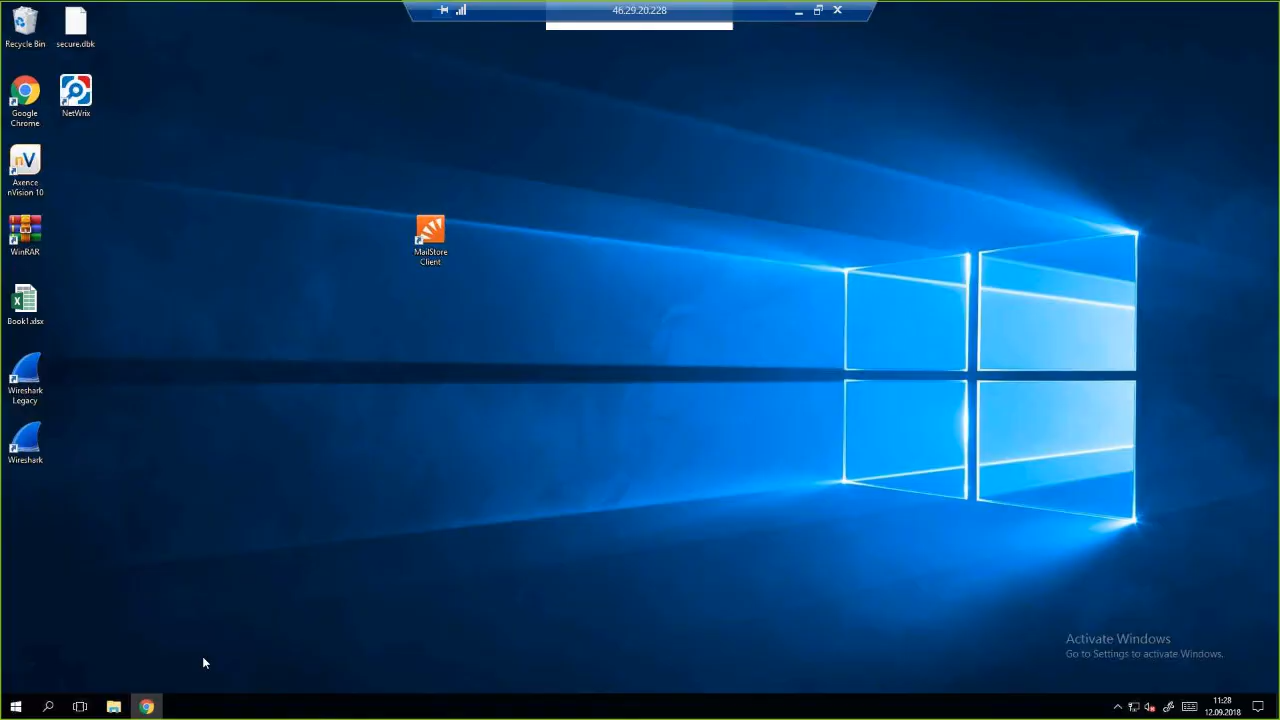 46.29.20.228
Recycle Bin
secure.dbk
Google
Chrome
NetWrix
nV
Axence
nVision 10
WinRAR
MailStore
Client
Book1.xlsx
Wireshark
Legacy
Wireshark
Activate Windows
Go to Settings to activate Windows.
11:28
12.09.2018